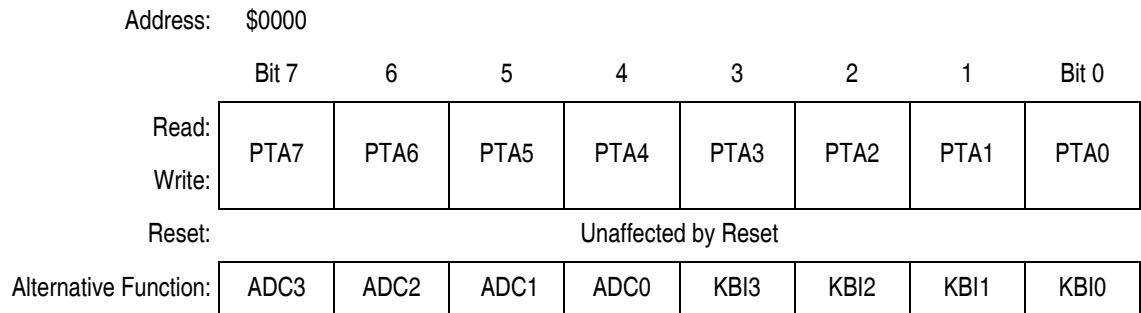 Address: $0000
Bit 7 6 5 4 3 2 1 Bit 0
Read:
PTA7 PTA6 PTA5 PTA4 PTA3 PTA2 PTA1 PTA0
Write:
Reset: Unaffected by Reset
Alternative Function: ADC3 ADC2 ADC1 ADC0 KBI3 KBI2 KBI1 KBI0